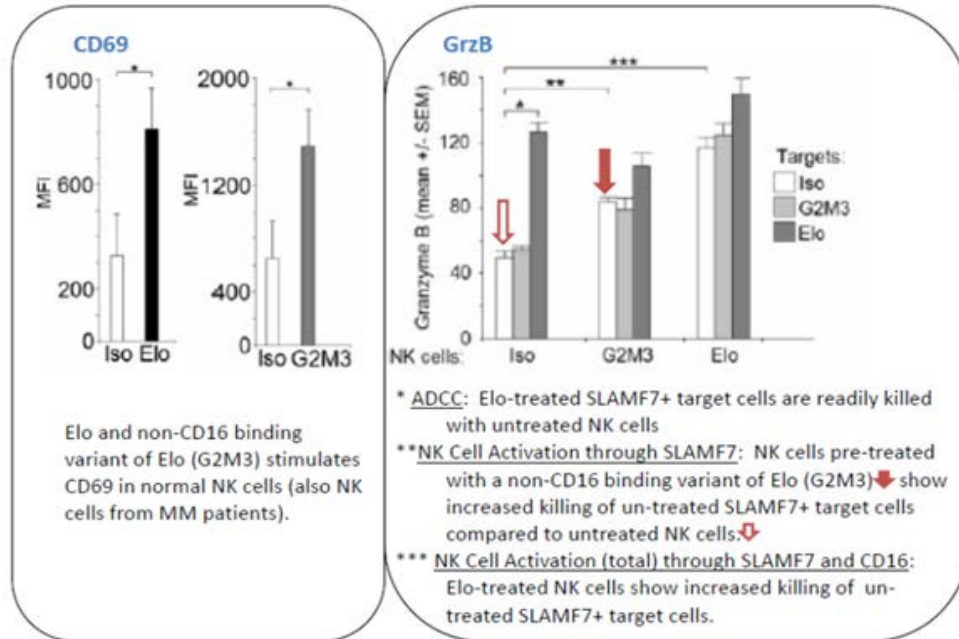 CD69
*
1000
800
600
400
200
0
MFI
Iso Elo
*
2000
1200
400
0
MFI
Iso G2M3
Elo and non-CD16 binding
variant of Elo (G2M3) stimulates
CD69 in normal NK cells (also NK
cells from MM patients).
GrzB
***
**
*
160
120
80
40
0
Granzyme B (mean +/- SEM)
Targets:
Iso
G2M3
Elo
NK cells: Iso G2M3 Elo
* ADCC: Elo-treated SLAMF7+ target cells are readily killed
with untreated NK cells
**NK Cell Activation through SLAMF7: NK cells pre-treated
with a non-CD16 binding variant of Elo (G2M3) show
increased killing of un-treated SLAMF7+ target cells
compared to untreated NK cells.
*** NK Cell Activation (total) through SLAMF7 and CD16:
Elo-treated NK cells show increased killing of un-
treated SLAMF7+ target cells.